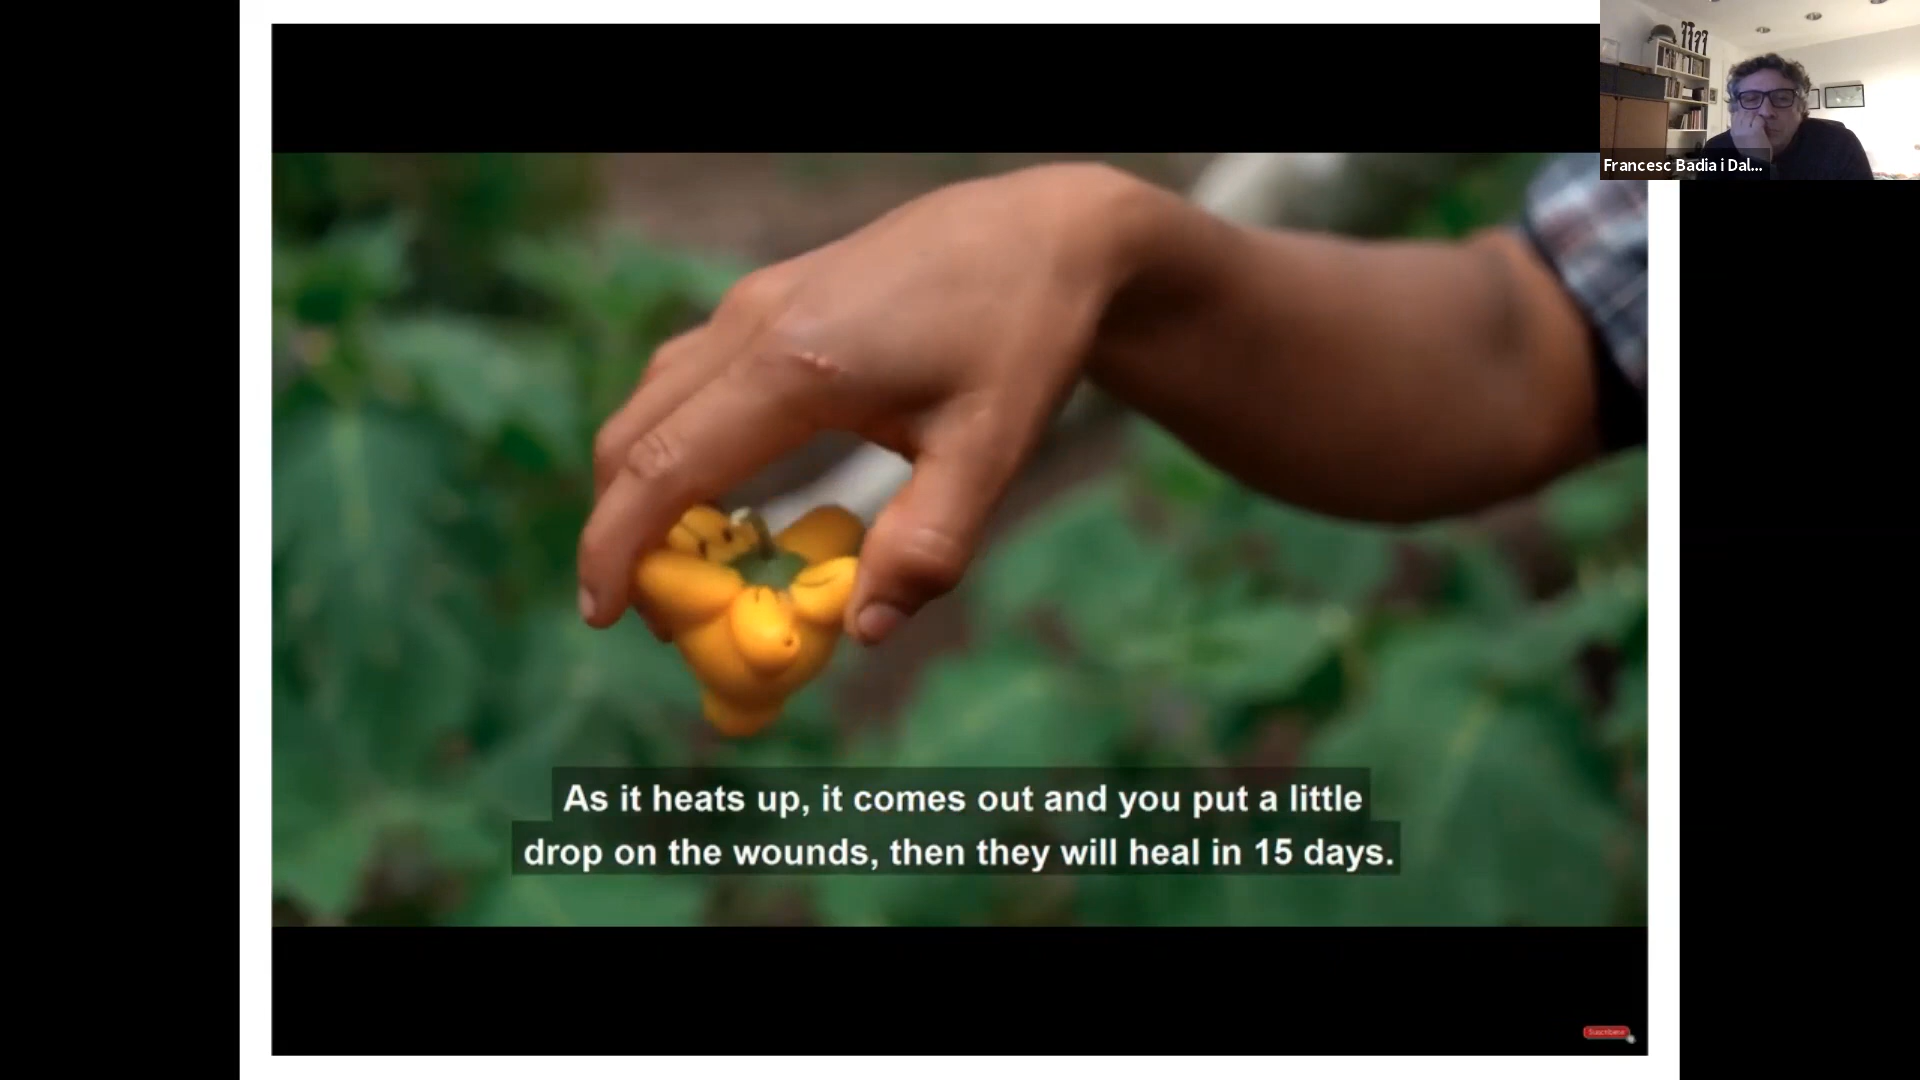 Francesc Badia i Dal...
As it heats up, it comes out and you put a little
drop on the wounds, then they will heal in 15 days.
Suscribirse